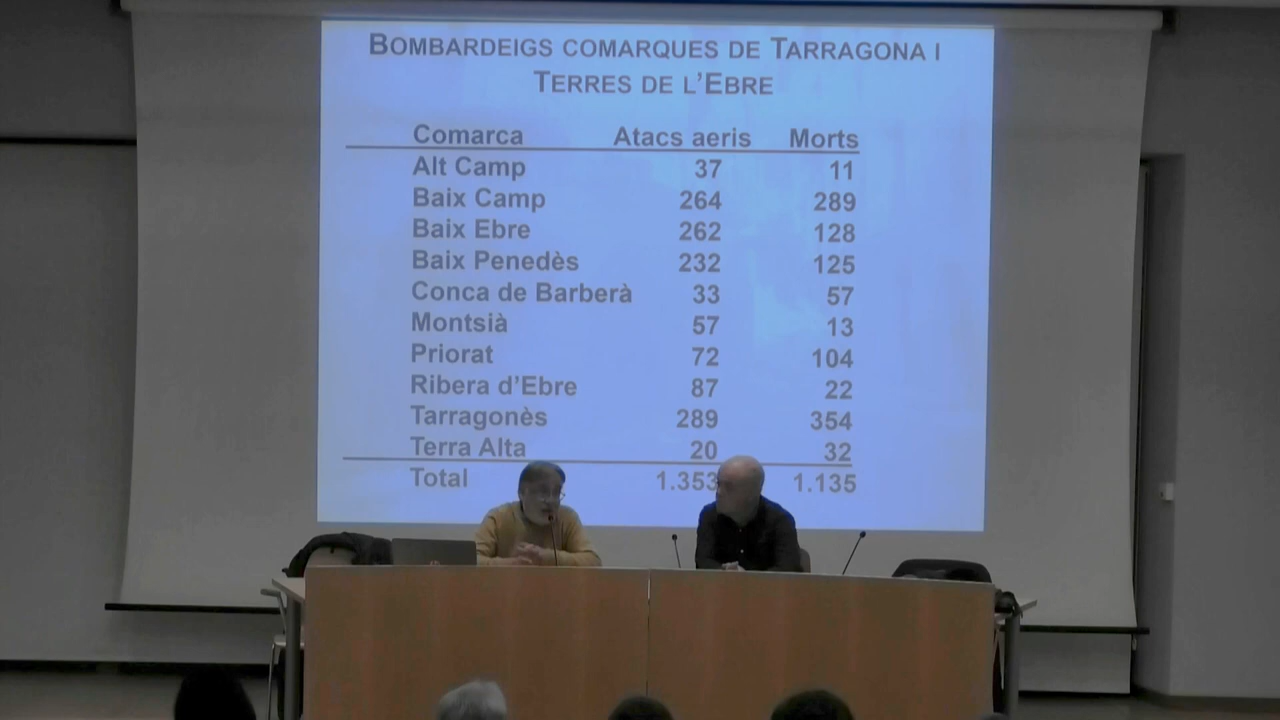 BOMBARDEIGS COMARQUES DE TARRAGONA I
TERRES DE L'EBRE
Comarca Atacs aeris Morts
Alt Camp 37 11
Baix Camp 264 289
Baix Ebre 262 128
Baix Penedès 232 125
Conca de Barberà 33 57
Montsià 57 13
Priorat 72 104
Ribera d'Ebre 87 22
Tarragonès 289 354
Terra Alta 20 32
Total 1.353 1.135